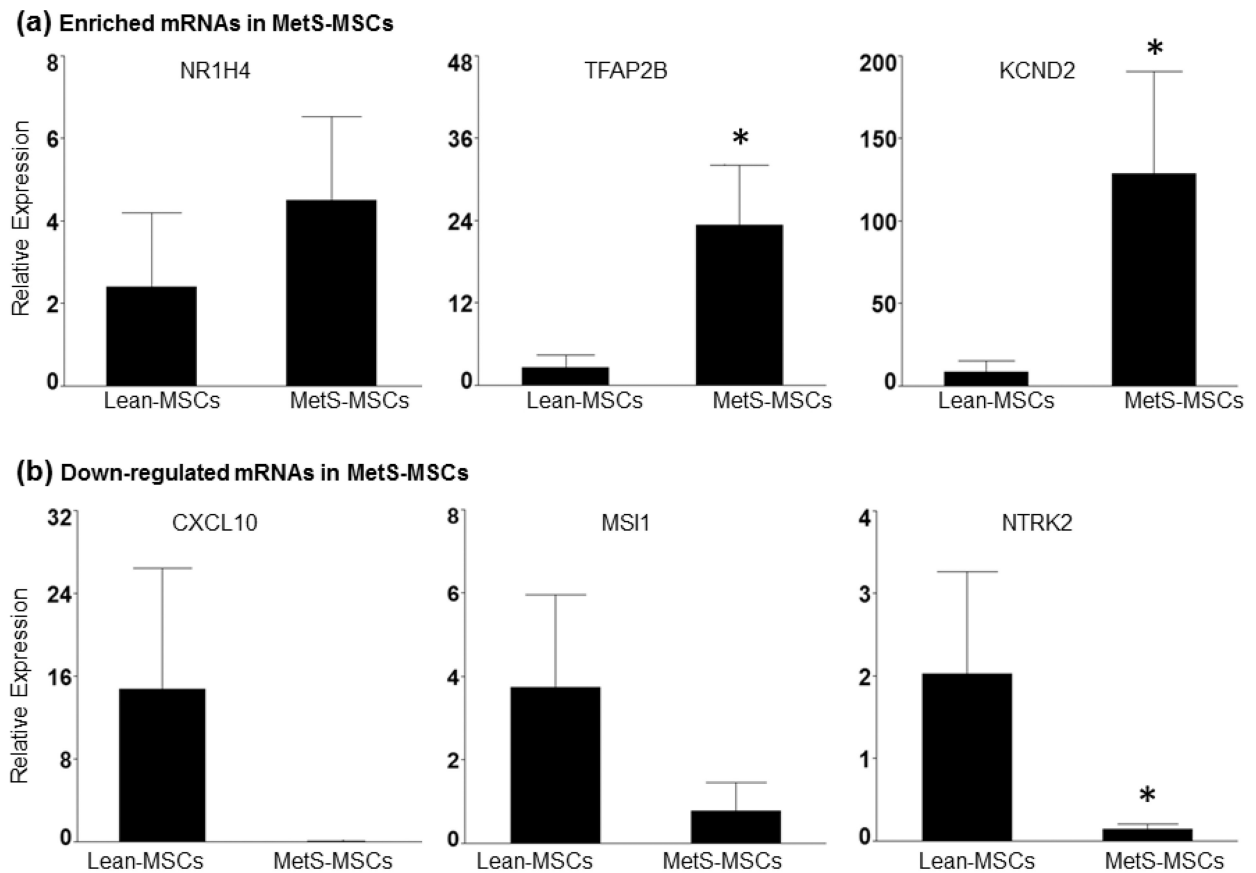 (a) Enriched mRNAs in MetS-MSCs
NR1H4
8
6
4
2
0
Relative Expression
Lean-MSCs MetS-MSCs
TFAP2B
48
36
24
12
0
*
Lean-MSCs MetS-MSCs
KCND2
200
150
100
50
0
*
Lean-MSCs MetS-MSCs
(b) Down-regulated mRNAs in MetS-MSCs
CXCL10
32
24
16
8
0
Relative Expression
Lean-MSCs MetS-MSCs
MSI1
8
6
4
2
0
Lean-MSCs MetS-MSCs
NTRK2
4
3
2
1
0
*
Lean-MSCs MetS-MSCs